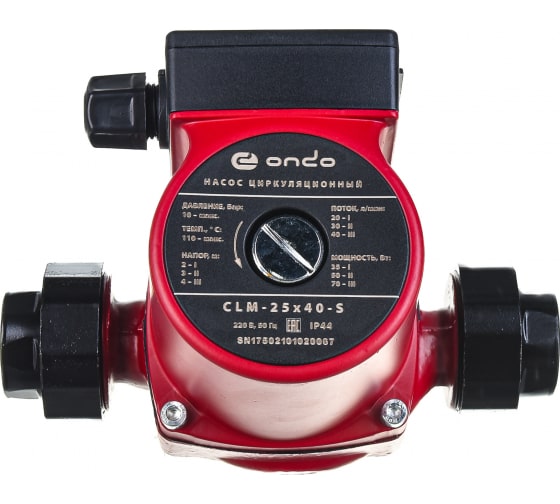 ondo
НАСОС ЦИРКУЛЯЦИОННЫЙ
ДАВЛЕНИЕ, Бар:
10 - макс.
ТЕМП., °С:
110 - макс.
НАПОР, м:
2 - I
3 - II
4 - III
ПОТОК, л/мин:
20 - I
30 - II
40 - III
МОЩНОСТЬ, Вт:
35 - I
50 - II
70 - III
CLM-25x40-S
220 В, 50 Гц EAC IP44
SN17502101020067